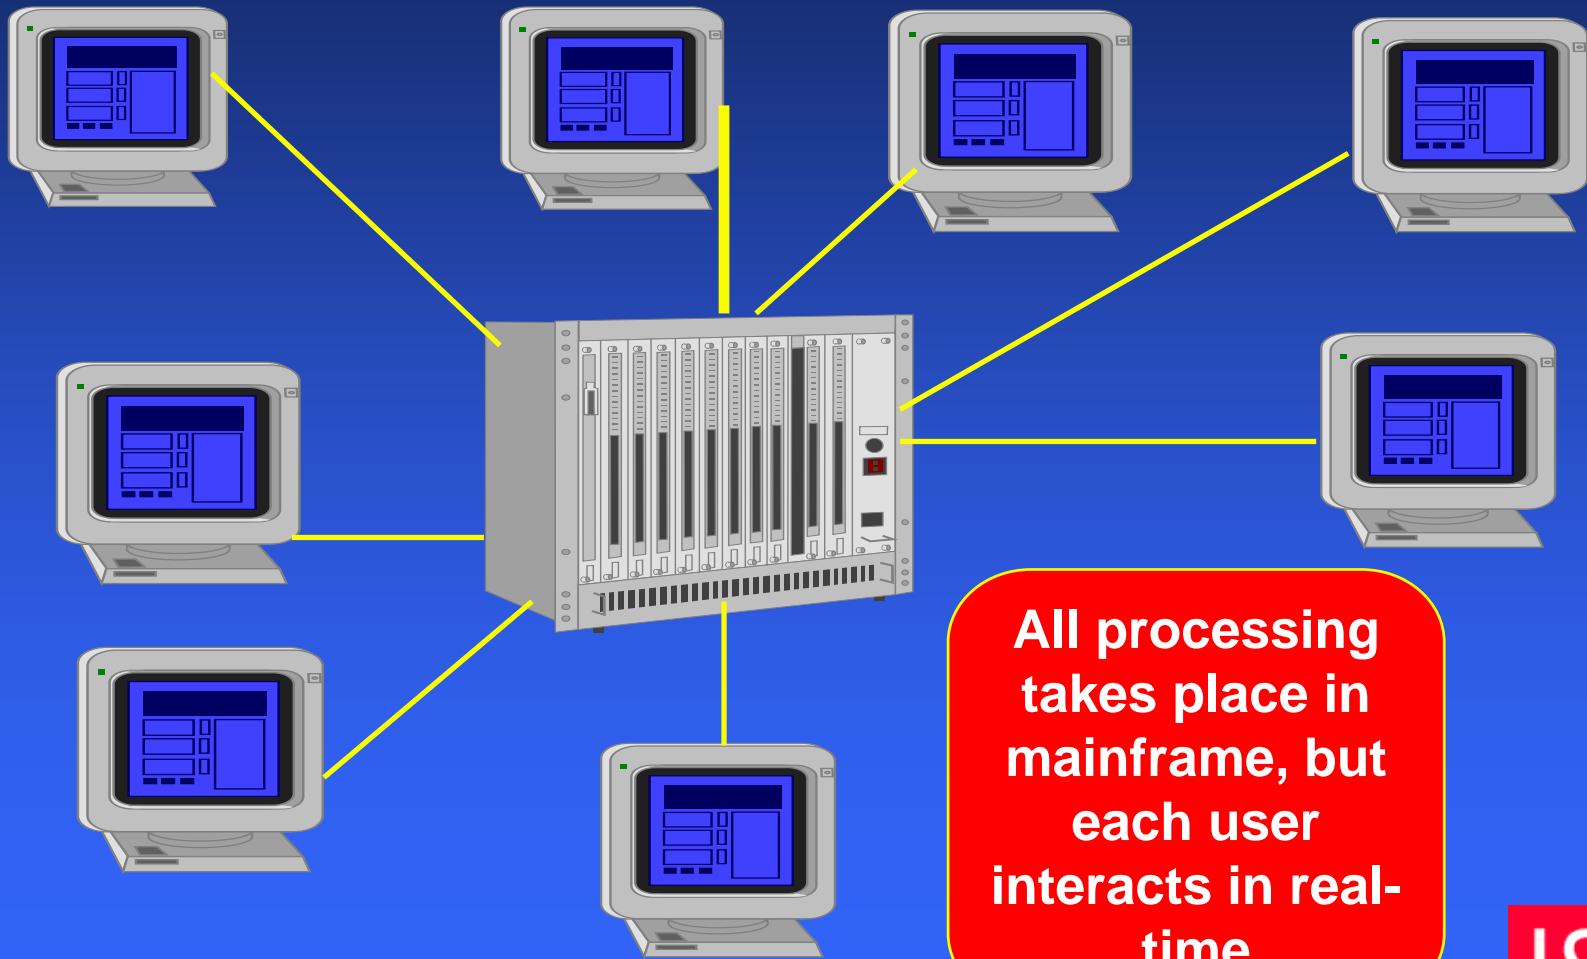 All processing
takes place in
mainframe, but
each user
interacts in real-
time